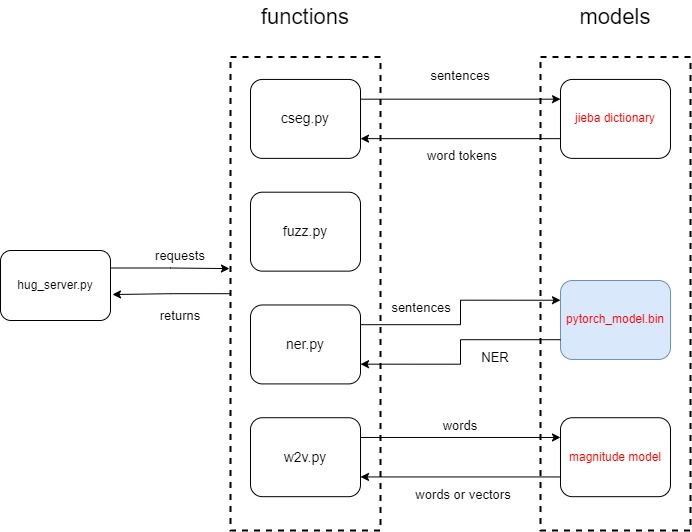 functions
models
sentences
cseg.py
jieba dictionary
word tokens
fuzz.py
requests
hug_server.py
returns
sentences
pytorch_model.bin
ner.py
NER
words
w2v.py
magnitude model
words or vectors